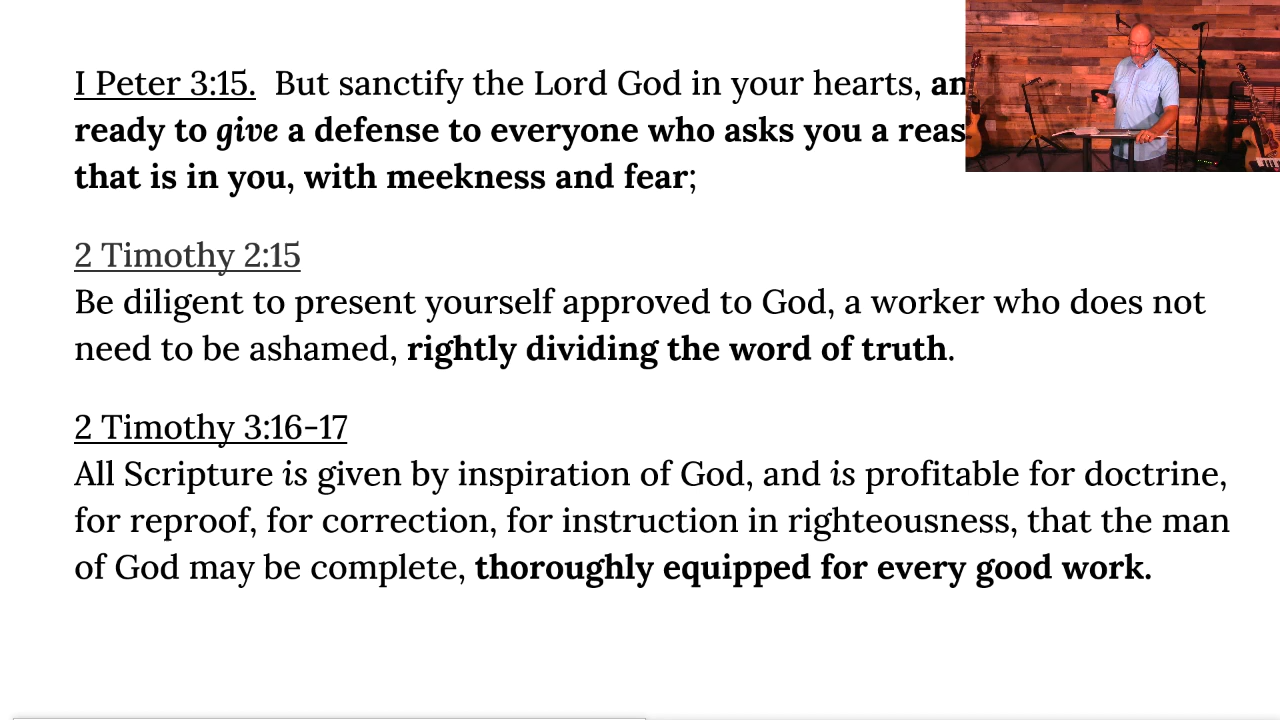 I Peter 3:15. But sanctify the Lord God in your hearts,
ready to give a defense to everyone who asks you a
that is in you, with meekness and fear;
2 Timothy 2:15
Be diligent to present yourself approved to God, a worker who does not
need to be ashamed, rightly dividing the word of truth.
2 Timothy 3:16-17
All Scripture is given by inspiration of God, and is profitable for doctrine,
for reproof, for correction, for instruction in righteousness, that the man
of God may be complete, thoroughly equipped for every good work.